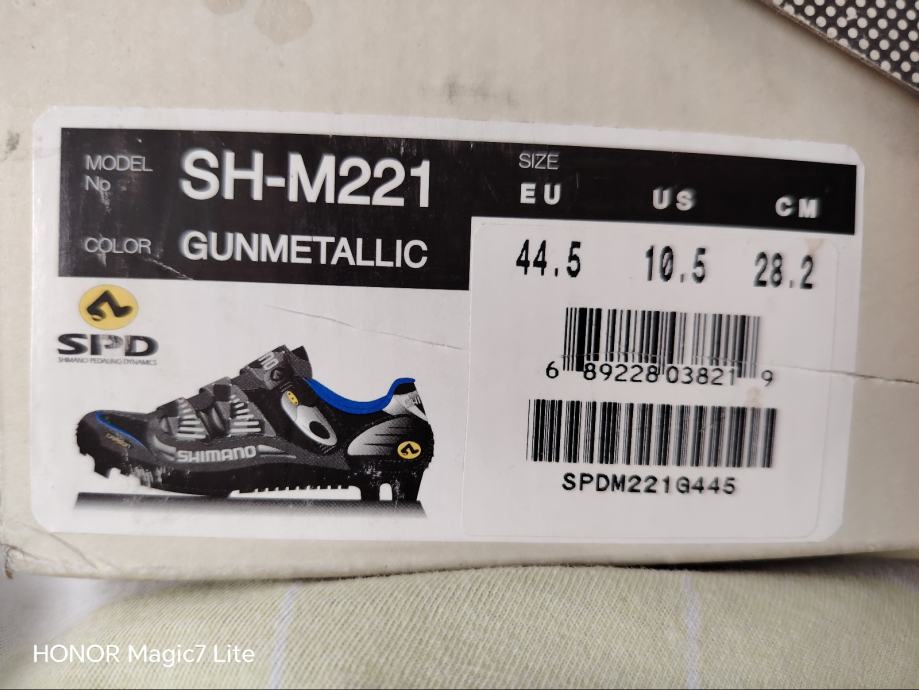 MODEL No SH-M221
COLOR GUNMETALLIC
SIZE
EU US CM
44.5 10.5 28.2
SPD
SHIMANO PEDALING DYNAMICS
SHIMANO
6 89228 03821 9
SPDM221G445
HONOR Magic7 Lite